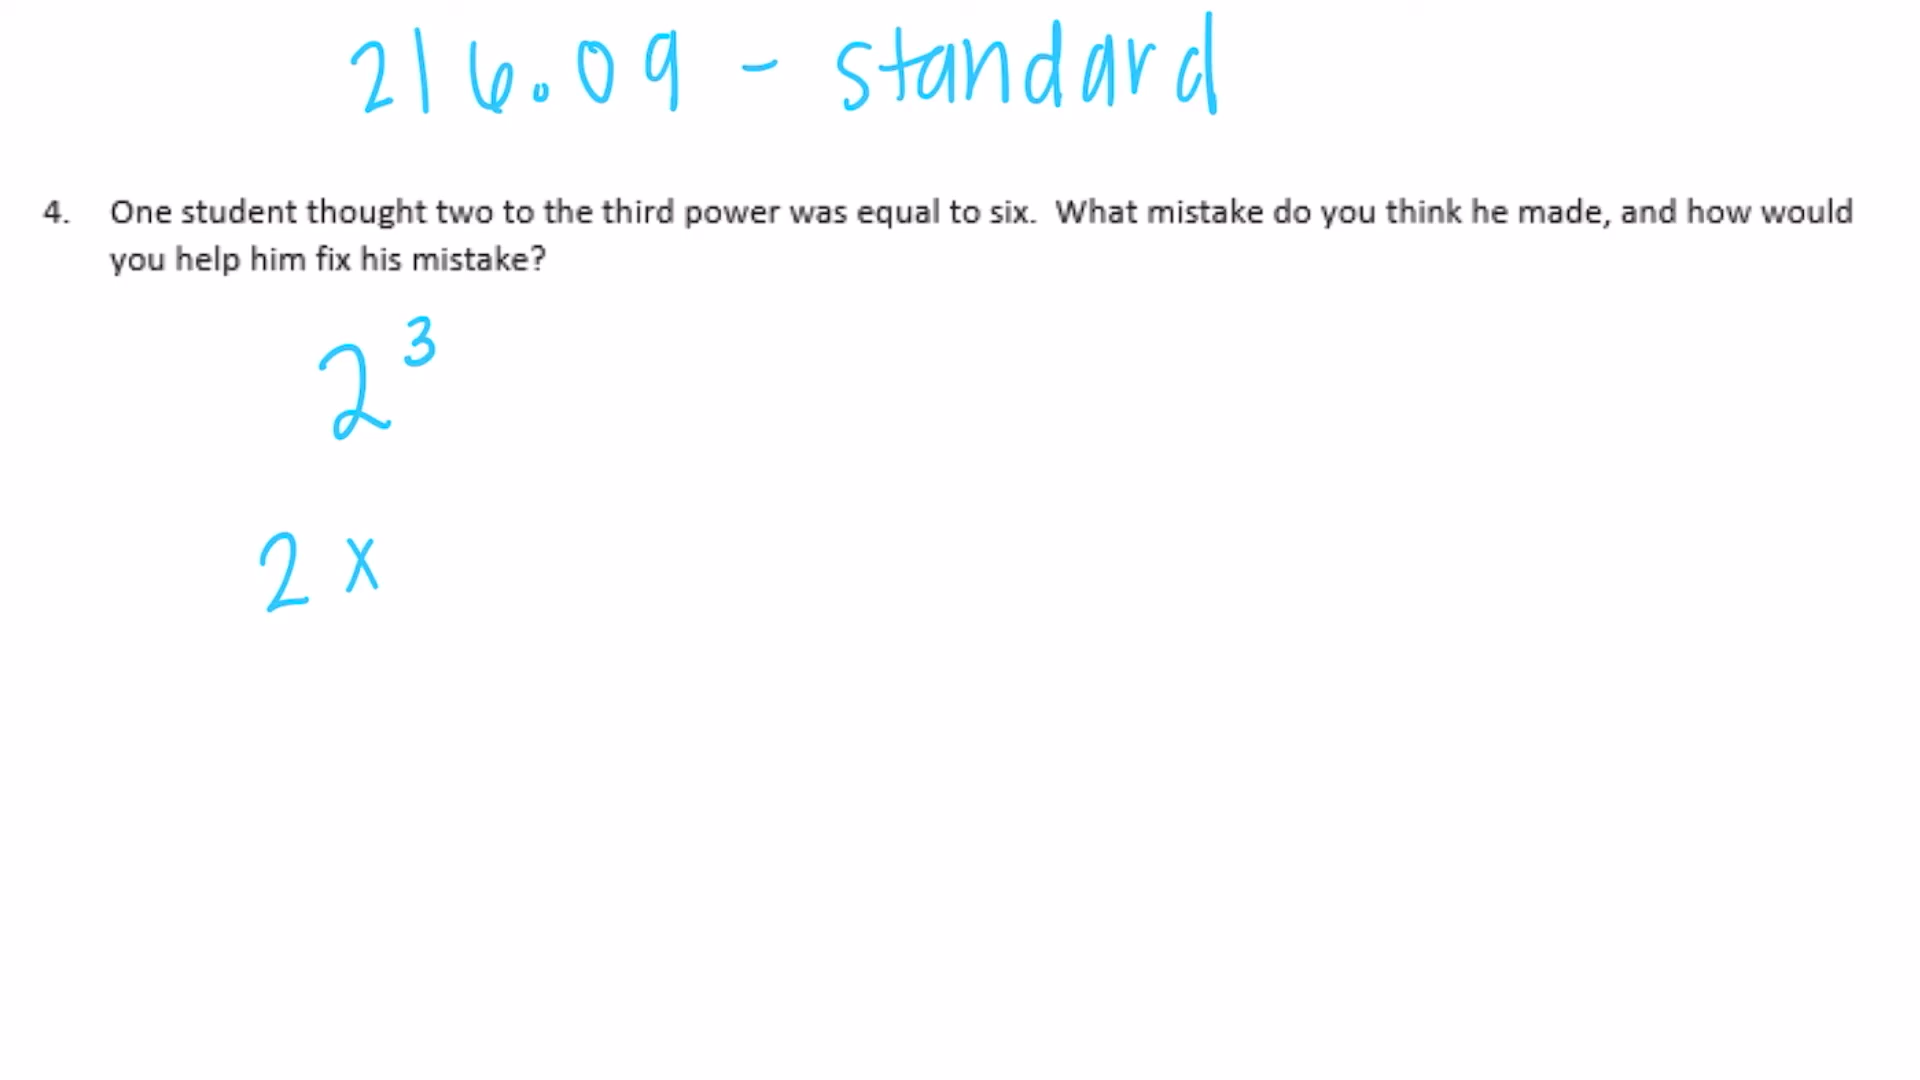 216.09 - standard
4. One student thought two to the third power was equal to six. What mistake do you think he made, and how would
you help him fix his mistake?
2³
2 x